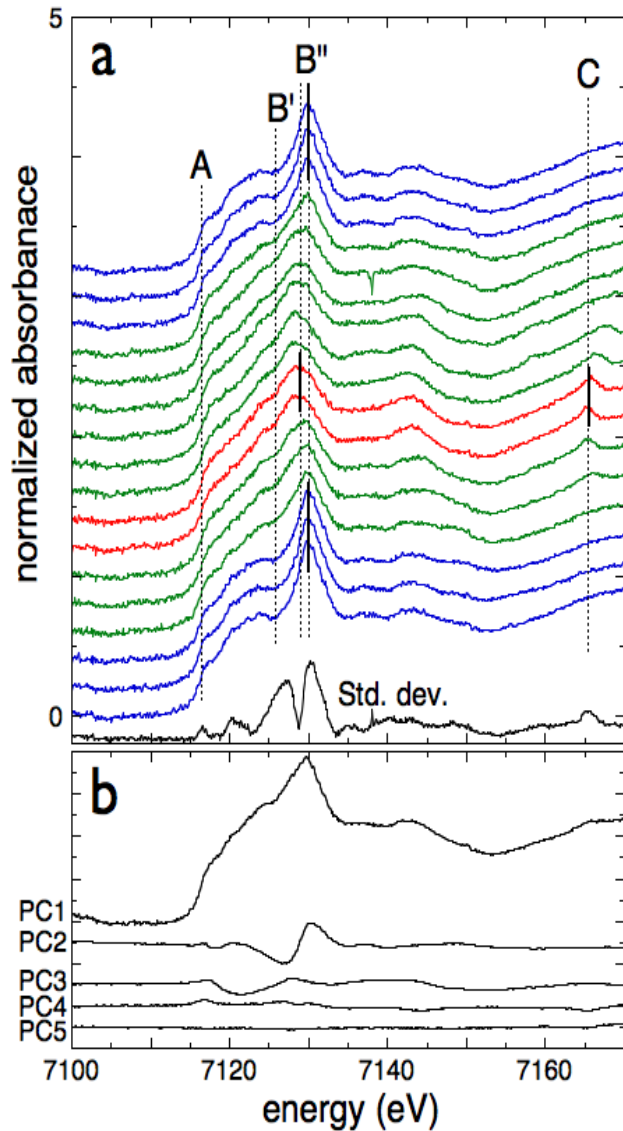 5
a
B"
B'
C
A
normalized absorbanace
Std. dev.
0
b
PC1
PC2
PC3
PC4
PC5
7100 7120 7140 7160
energy (eV)